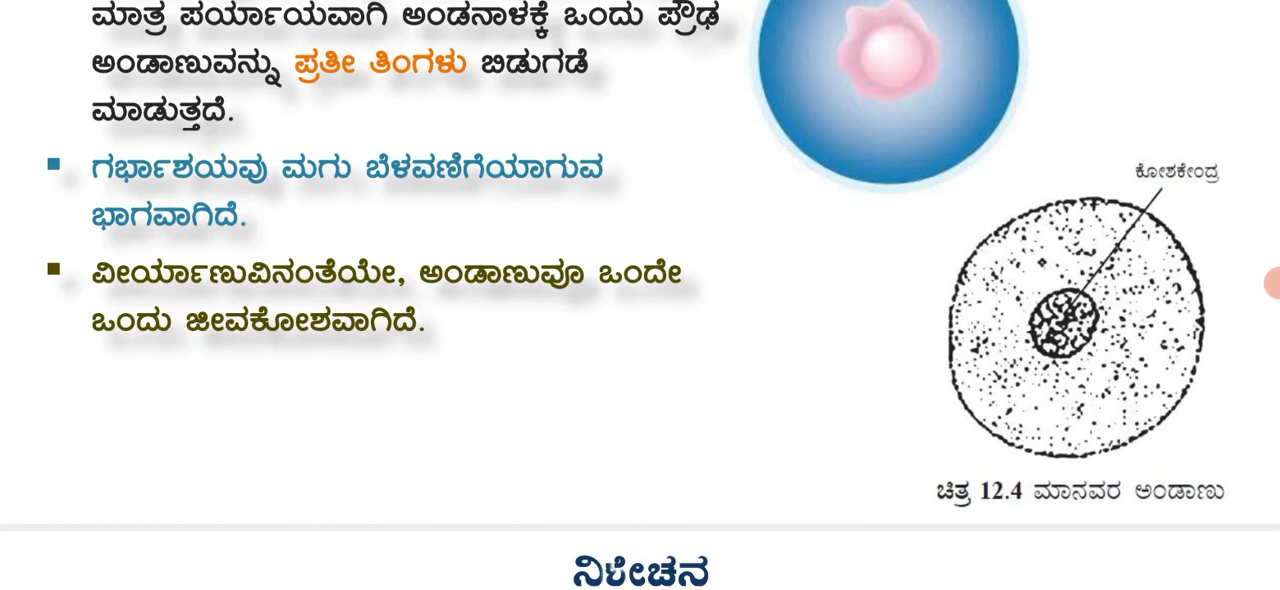 ಮಾತ್ರ ಪರ್ಯಾಯವಾಗಿ ಅಂಡನಾಳಕ್ಕೆ ಒಂದು ಪ್ರೌಢ
ಅಂಡಾಣುವನ್ನು ಪ್ರತೀ ತಿಂಗಳು ಬಿಡುಗಡೆ
ಮಾಡುತ್ತದೆ.
▪ ಗರ್ಭಾಶಯವು ಮಗು ಬೆಳವಣಿಗೆಯಾಗುವ
ಭಾಗವಾಗಿದೆ.
▪ ವೀರ್ಯಾಣುವಿನಂತೆಯೇ, ಅಂಡಾಣುವೂ ಒಂದೇ
ಒಂದು ಜೀವಕೋಶವಾಗಿದೆ.
ಕೋಶಕೇಂದ್ರ
ಚಿತ್ರ 12.4 ಮಾನವರ ಅಂಡಾಣು
ನಿಶೇಚನ